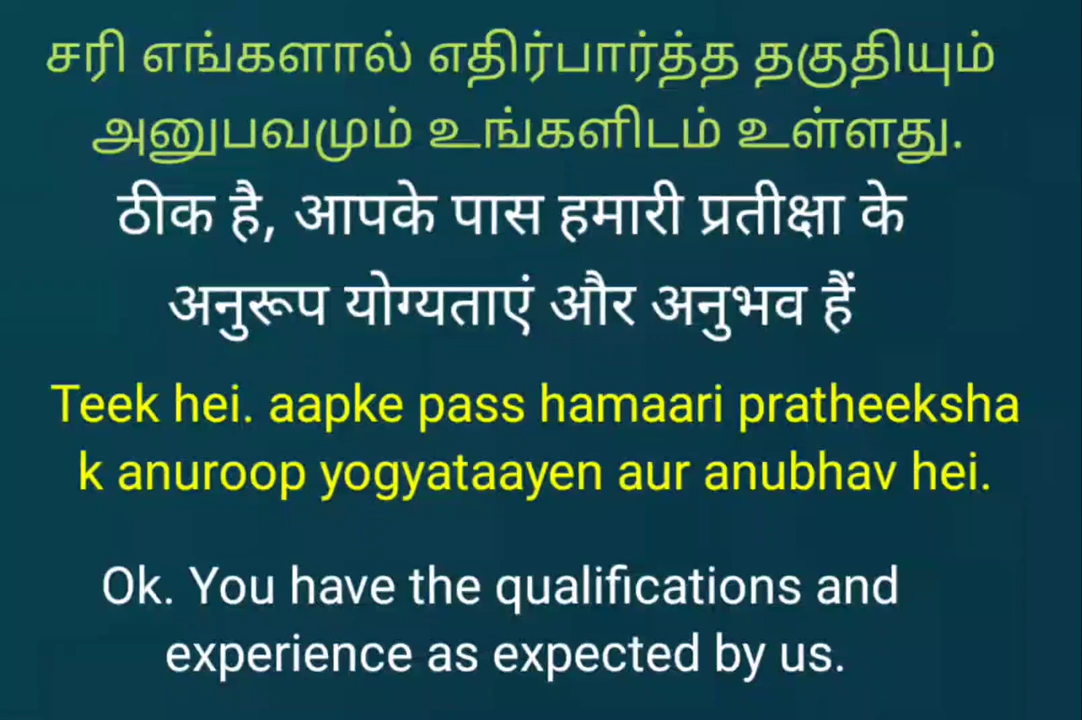 சரி எங்களால் எதிர்பார்த்த தகுதியும்
அனுபவமும் உங்களிடம் உள்ளது.
ठीक है, आपके पास हमारी प्रतीक्षा के
अनुरूप योग्यताएं और अनुभव हैं
Teek hei. aapke pass hamaari pratheeksha
k anuroop yogyataayen aur anubhav hei.
Ok. You have the qualifications and
experience as expected by us.